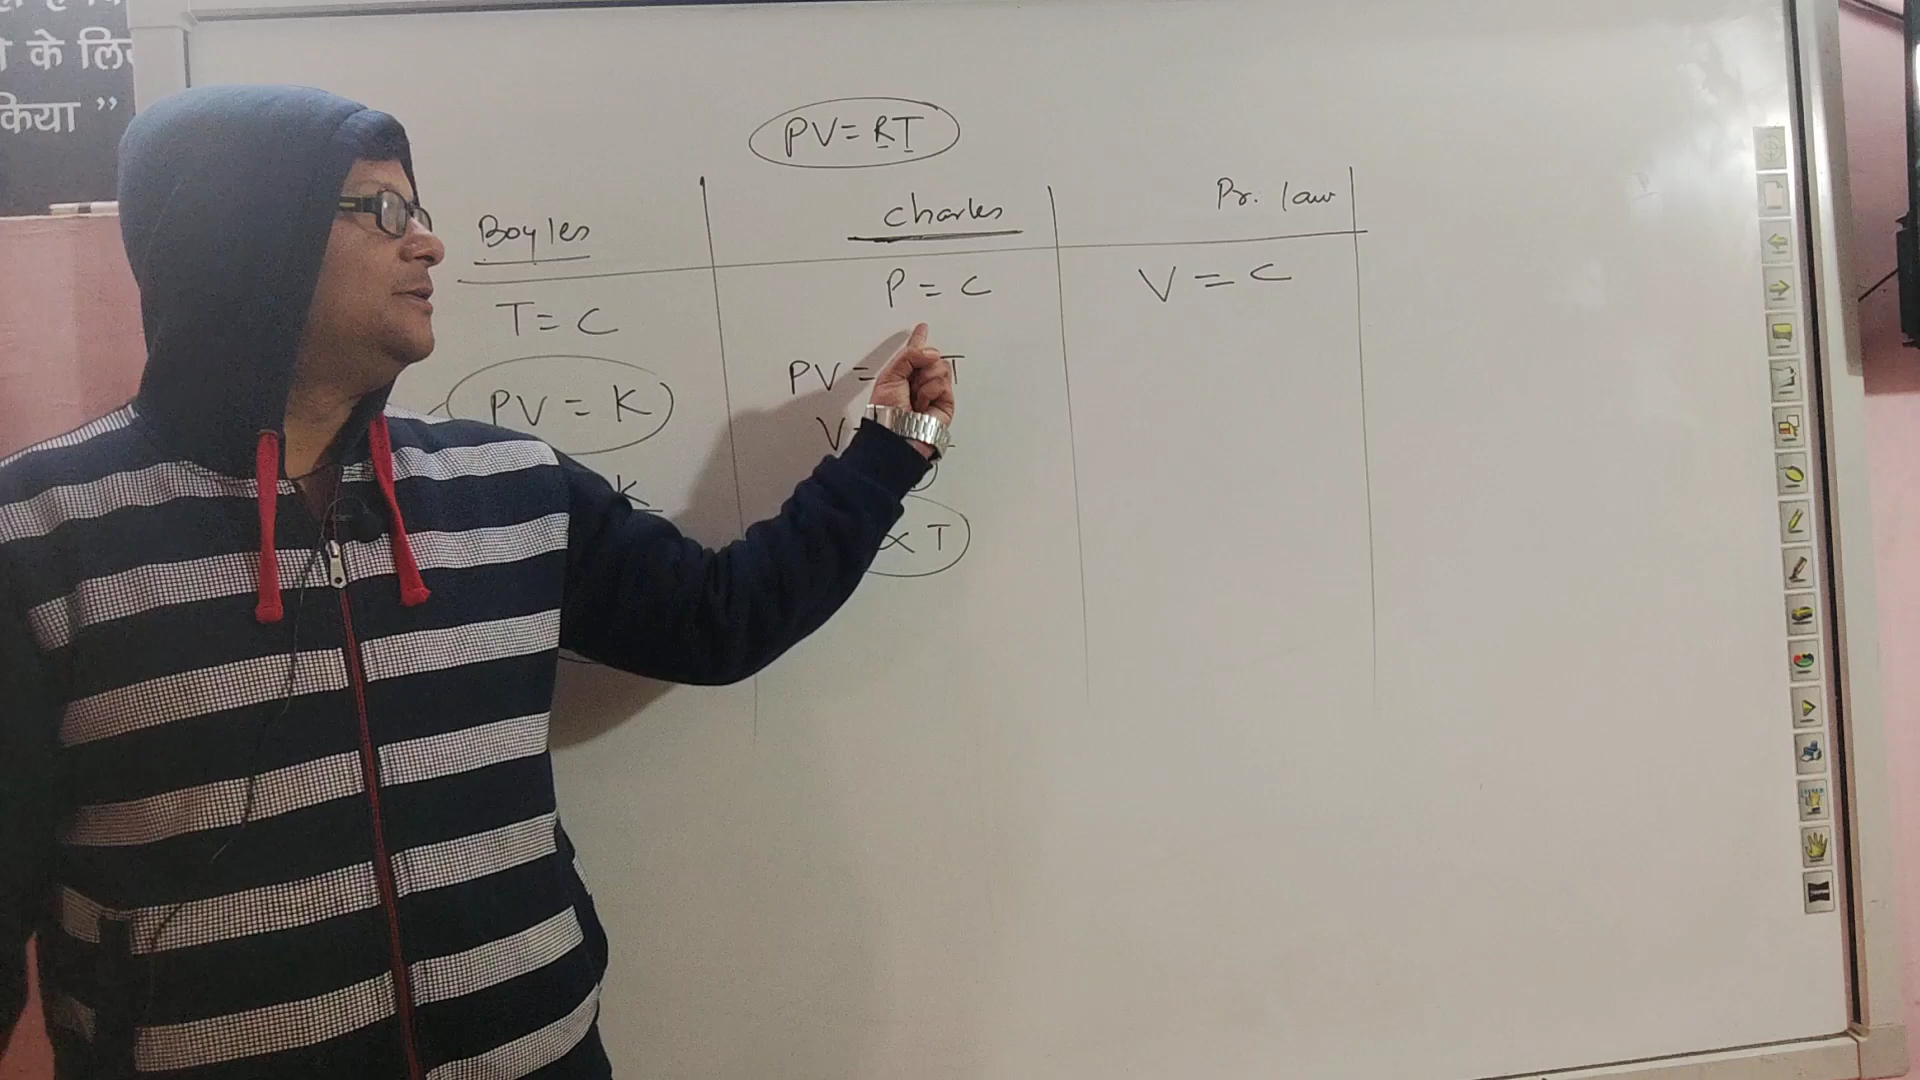 के लिए
किया ”
PV = RT
Boyles
Charles
Pr. law
T = C
P = C
V = C
PV = K
PV = T
V
K
∝ T